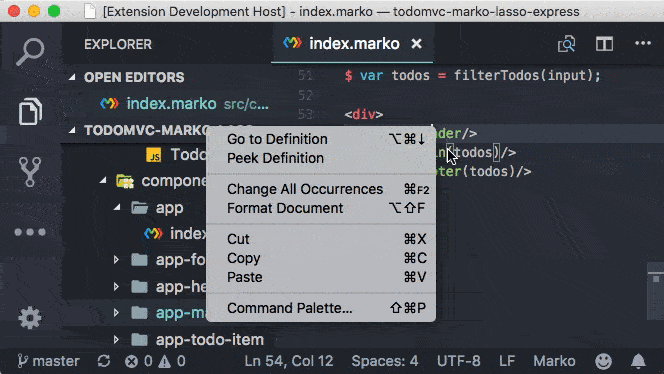 [Extension Development Host] - index.marko — todomvc-marko-lasso-express
EXPLORER
index.marko
OPEN EDITORS
index.marko src/c...
TODOMVC-MARKO-
JS Todo
components
app
index
app-fo
app-he
app-ma
app-todo-item
51 $ var todos = filterTodos(input);
52
53 <div>
der/>
(todos)/>
ter(todos)/>
Go to Definition ⌥⌘↓
Peek Definition
Change All Occurrences ⌘F2
Format Document ⌥⇧F
Cut ⌘X
Copy ⌘C
Paste ⌘V
Command Palette... ⇧⌘P
master 0 0 Ln 54, Col 12 Spaces: 4 UTF-8 LF Marko